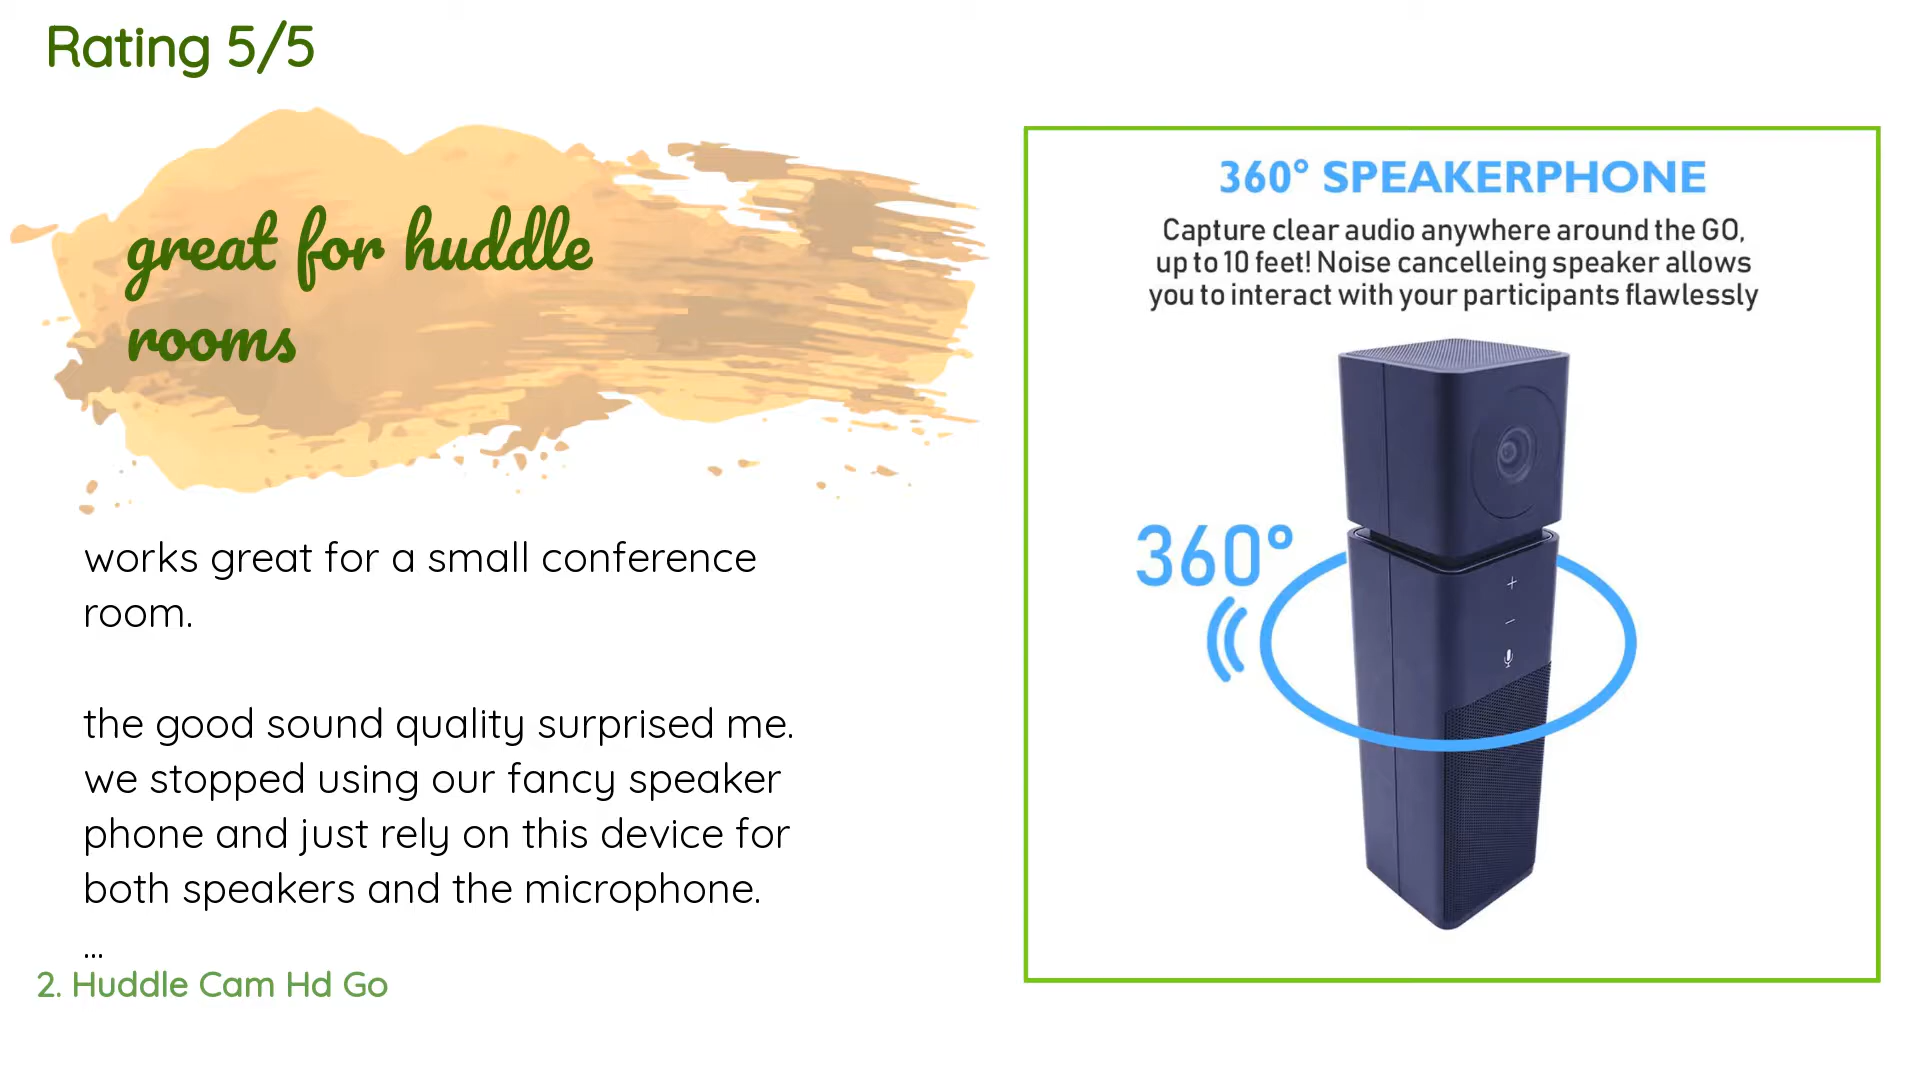 Rating 5/5
great for huddle
rooms
works great for a small conference
room.
the good sound quality surprised me.
we stopped using our fancy speaker
phone and just rely on this device for
both speakers and the microphone.
...
2. Huddle Cam Hd Go
360° SPEAKERPHONE
Capture clear audio anywhere around the GO,
up to 10 feet! Noise cancelleing speaker allows
you to interact with your participants flawlessly
360°